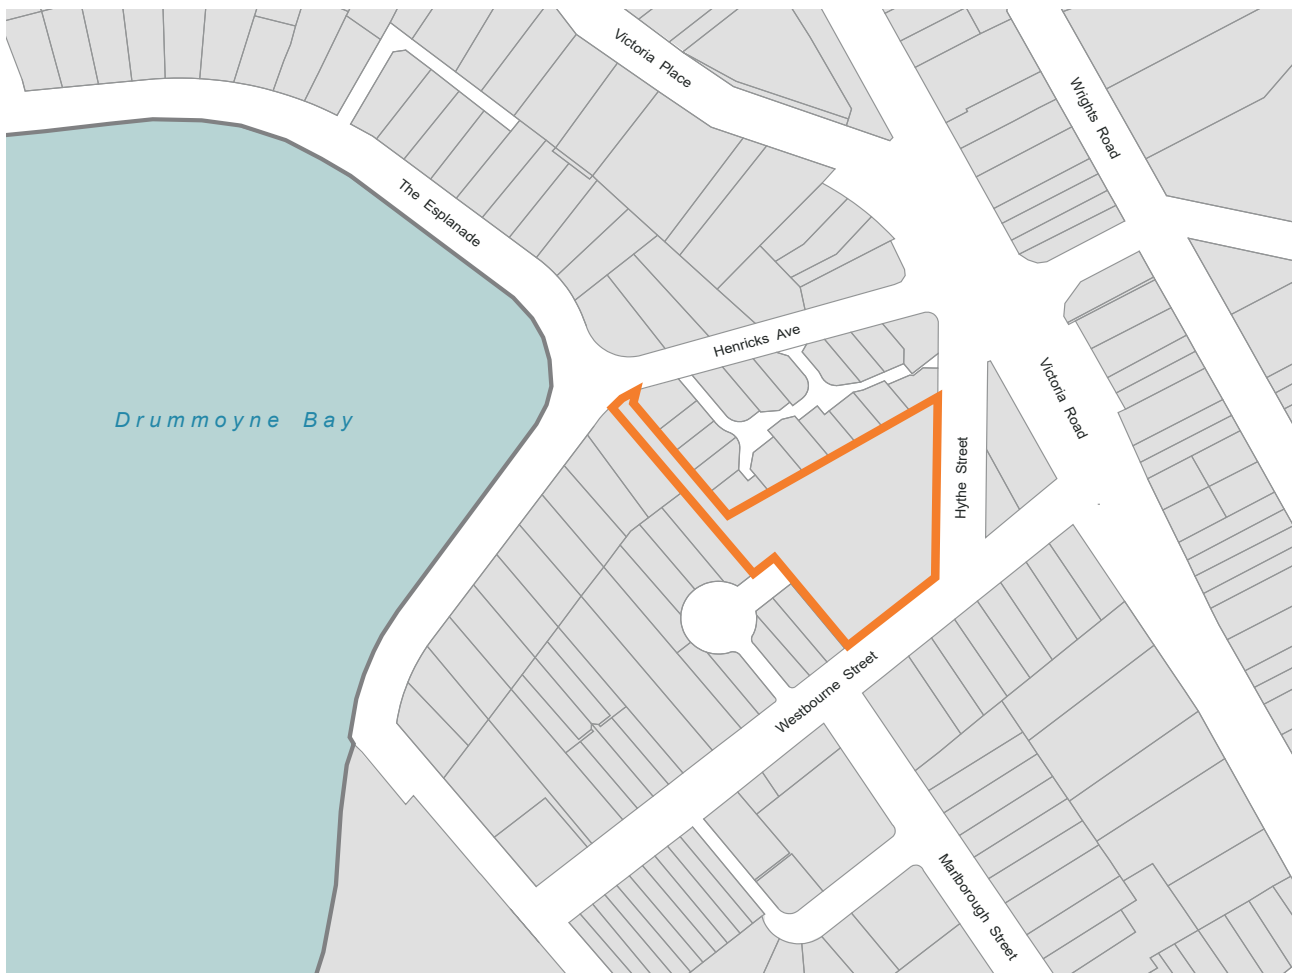 Victoria Place
Wrights Road
The Esplanade
Henricks Ave
Victoria Road
Drummoyne Bay
Hythe Street
Westbourne Street
Marlborough Street